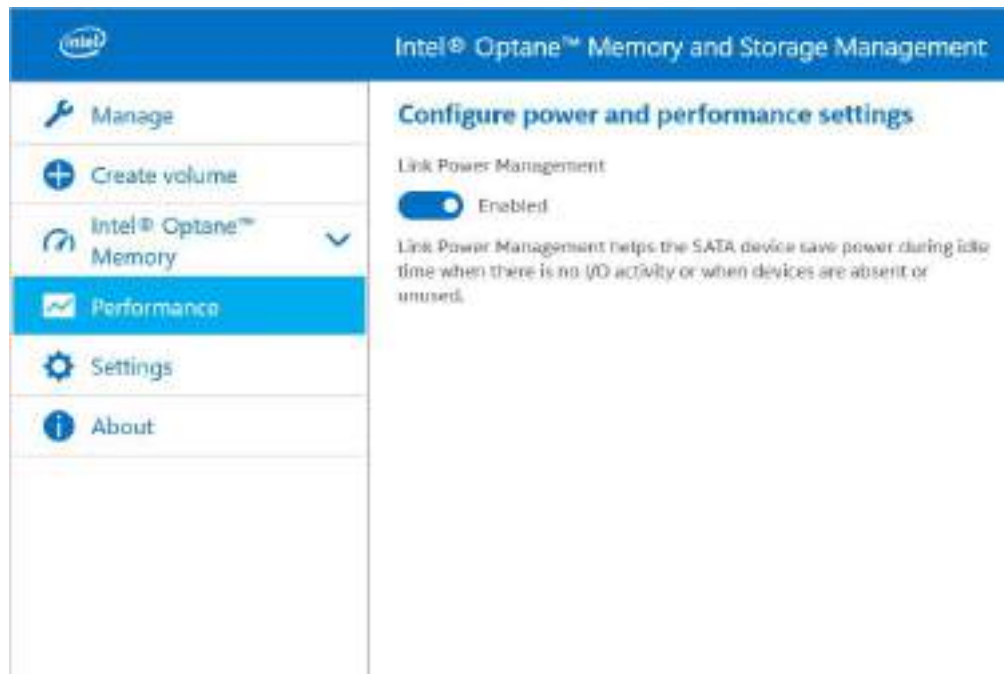 intel
Intel® Optane™ Memory and Storage Management
Manage
Create volume
Intel® Optane™
Memory
Performance
Settings
About
Configure power and performance settings
Link Power Management
Enabled
Link Power Management helps the SATA device save power during idle
time when there is no I/O activity or when devices are absent or
unused.